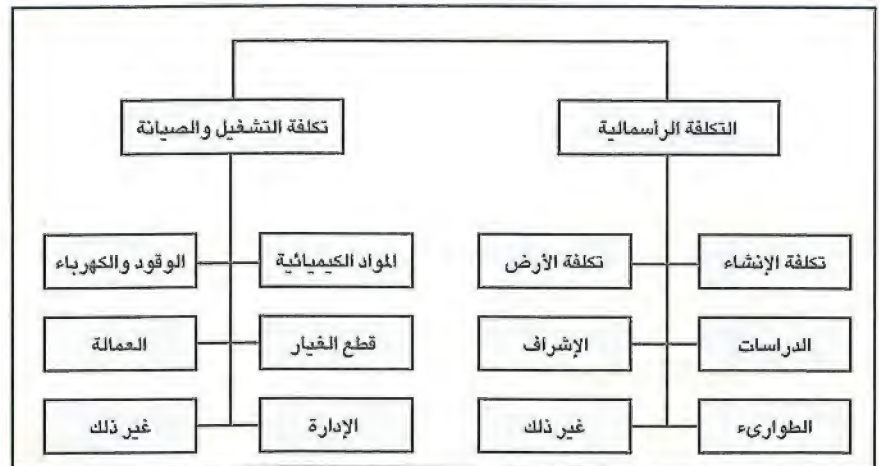 التكلفة الرأسمالية
تكلفة التشغيل والصيانة
تكلفة الإنشاء
تكلفة الأرض
المواد الكيميائية
الوقود والكهرباء
الدراسات
الإشراف
قطع الغيار
العمالة
الطوارىء
غير ذلك
الإدارة
غير ذلك